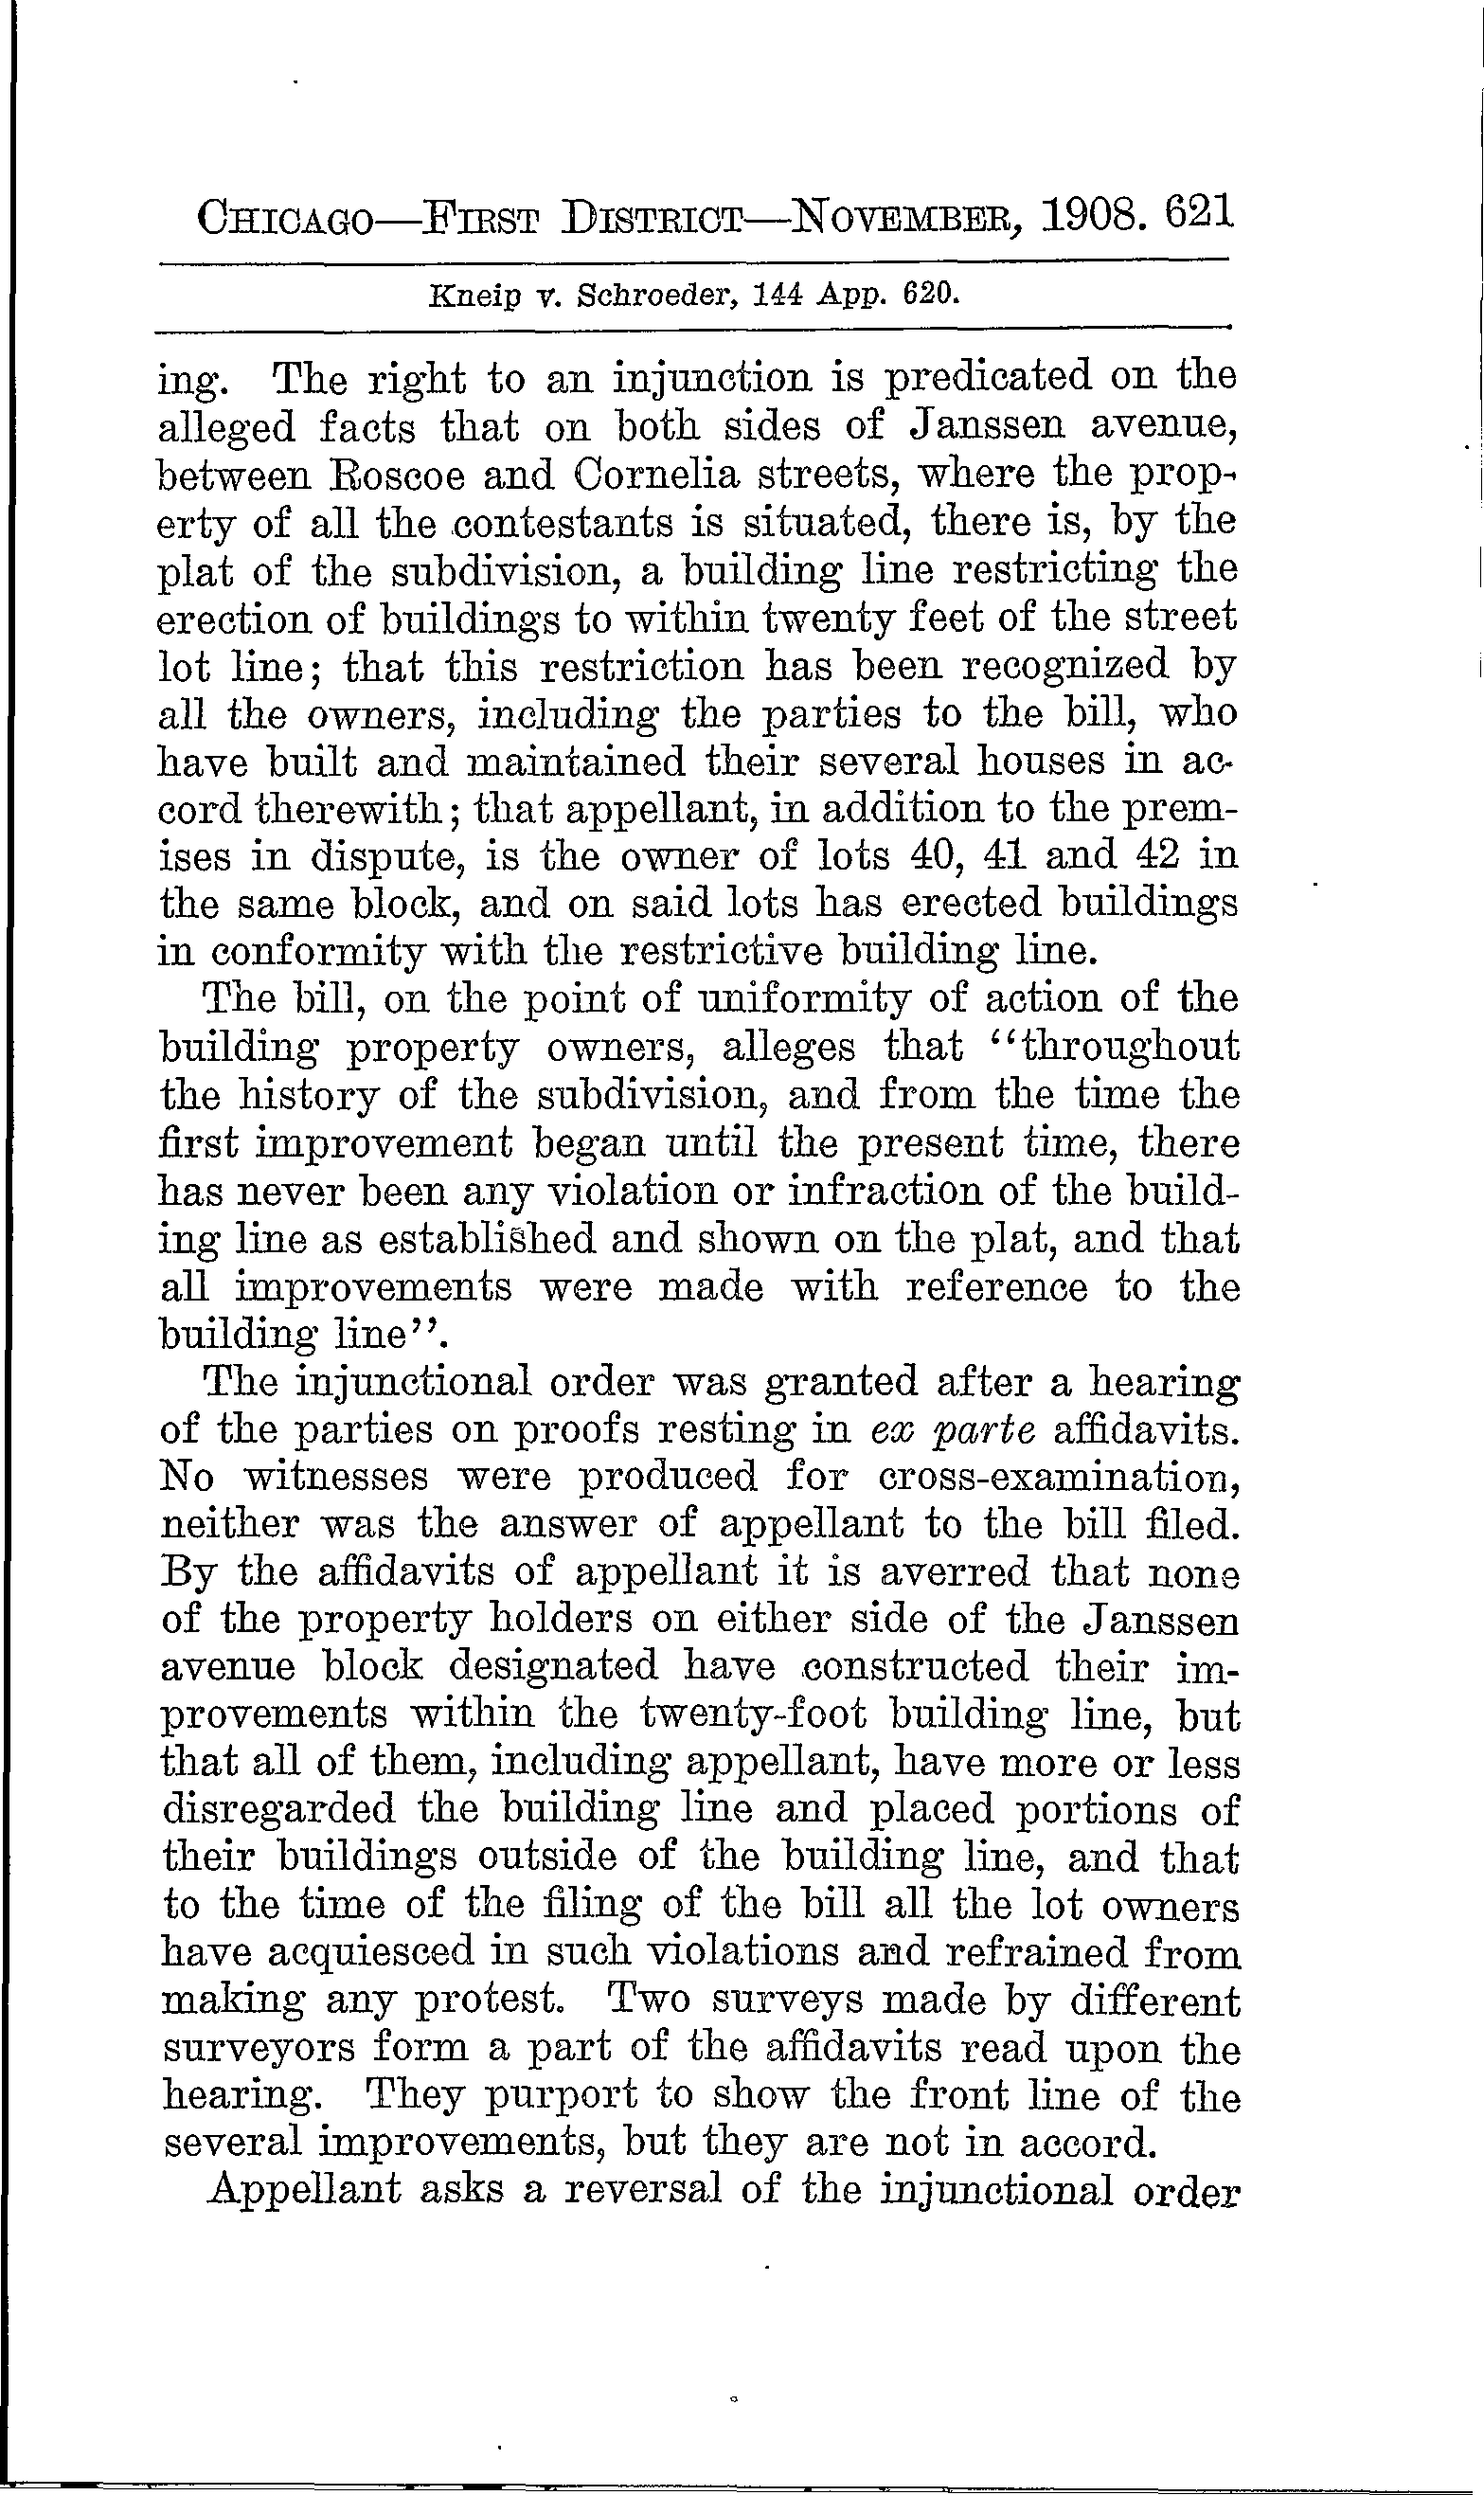 CHICAGO—FIRST DISTRICT—NOVEMBER, 1908. 621
Kneip v. Schroeder, 144 App. 620.
ing. The right to an injunction is predicated on the
alleged facts that on both sides of Janssen avenue,
between Roscoe and Cornelia streets, where the prop-
erty of all the contestants is situated, there is, by the
plat of the subdivision, a building line restricting the
erection of buildings to within twenty feet of the street
lot line; that this restriction has been recognized by
all the owners, including the parties to the bill, who
have built and maintained their several houses in ac-
cord therewith; that appellant, in addition to the prem-
ises in dispute, is the owner of lots 40, 41 and 42 in
the same block, and on said lots has erected buildings
in conformity with the restrictive building line.
The bill, on the point of uniformity of action of the
building property owners, alleges that "throughout
the history of the subdivision, and from the time the
first improvement began until the present time, there
has never been any violation or infraction of the build-
ing line as established and shown on the plat, and that
all improvements were made with reference to the
building line".
The injunctional order was granted after a hearing
of the parties on proofs resting in ex parte affidavits.
No witnesses were produced for cross-examination,
neither was the answer of appellant to the bill filed.
By the affidavits of appellant it is averred that none
of the property holders on either side of the Janssen
avenue block designated have constructed their im-
provements within the twenty-foot building line, but
that all of them, including appellant, have more or less
disregarded the building line and placed portions of
their buildings outside of the building line, and that
to the time of the filing of the bill all the lot owners
have acquiesced in such violations and refrained from
making any protest. Two surveys made by different
surveyors form a part of the affidavits read upon the
hearing. They purport to show the front line of the
several improvements, but they are not in accord.
Appellant asks a reversal of the injunctional order